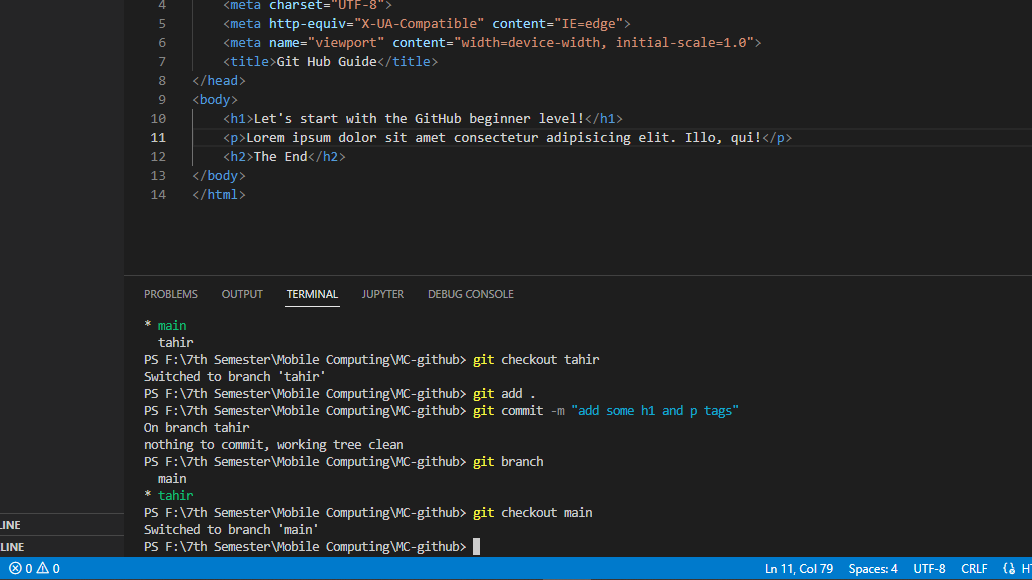 4 <meta charset="UTF-8">
5 <meta http-equiv="X-UA-Compatible" content="IE=edge">
6 <meta name="viewport" content="width=device-width, initial-scale=1.0">
7 <title>Git Hub Guide</title>
8 </head>
9 <body>
10 <h1>Let's start with the GitHub beginner level!</h1>
11 <p>Lorem ipsum dolor sit amet consectetur adipisicing elit. Illo, qui!</p>
12 <h2>The End</h2>
13 </body>
14 </html>
PROBLEMS OUTPUT TERMINAL JUPYTER DEBUG CONSOLE
* main
tahir
PS F:\7th Semester\Mobile Computing\MC-github> git checkout tahir
Switched to branch 'tahir'
PS F:\7th Semester\Mobile Computing\MC-github> git add .
PS F:\7th Semester\Mobile Computing\MC-github> git commit -m "add some h1 and p tags"
On branch tahir
nothing to commit, working tree clean
PS F:\7th Semester\Mobile Computing\MC-github> git branch
main
* tahir
PS F:\7th Semester\Mobile Computing\MC-github> git checkout main
Switched to branch 'main'
PS F:\7th Semester\Mobile Computing\MC-github>
LINE
LINE
0 0 Ln 11, Col 79 Spaces: 4 UTF-8 CRLF H